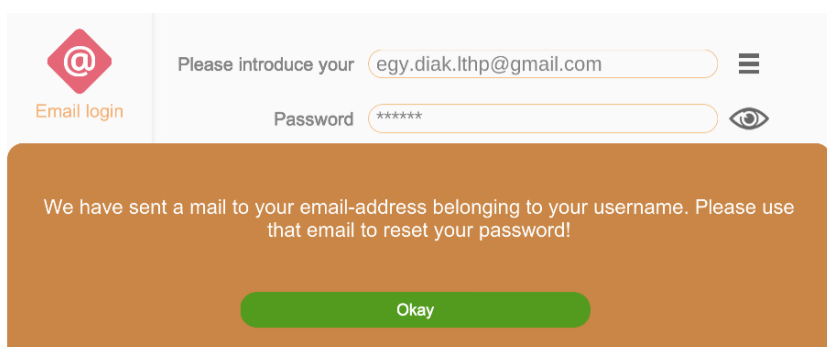 @
Email login
Please introduce your egy.diak.lthp@gmail.com
Password ******
We have sent a mail to your email-address belonging to your username. Please use
that email to reset your password!
Okay